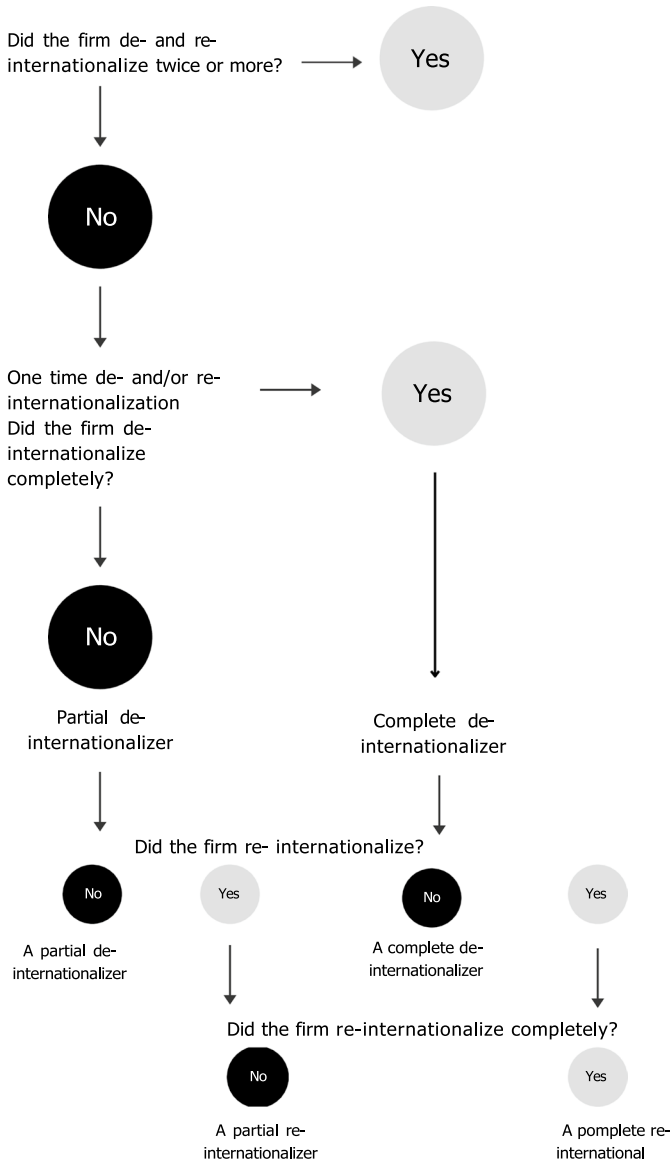 Did the firm de- and re-
internationalize twice or more?
Yes
No
One time de- and/or re-
internationalization
Did the firm de-
internationalize
completely?
Yes
No
Partial de-
internationalizer
Complete de-
internationalizer
Did the firm re- internationalize?
No
Yes
No
Yes
A partial de-
internationalizer
A complete de-
internationalizer
Did the firm re-internationalize completely?
No
Yes
A partial re-
internationalizer
A pomplete re-
international